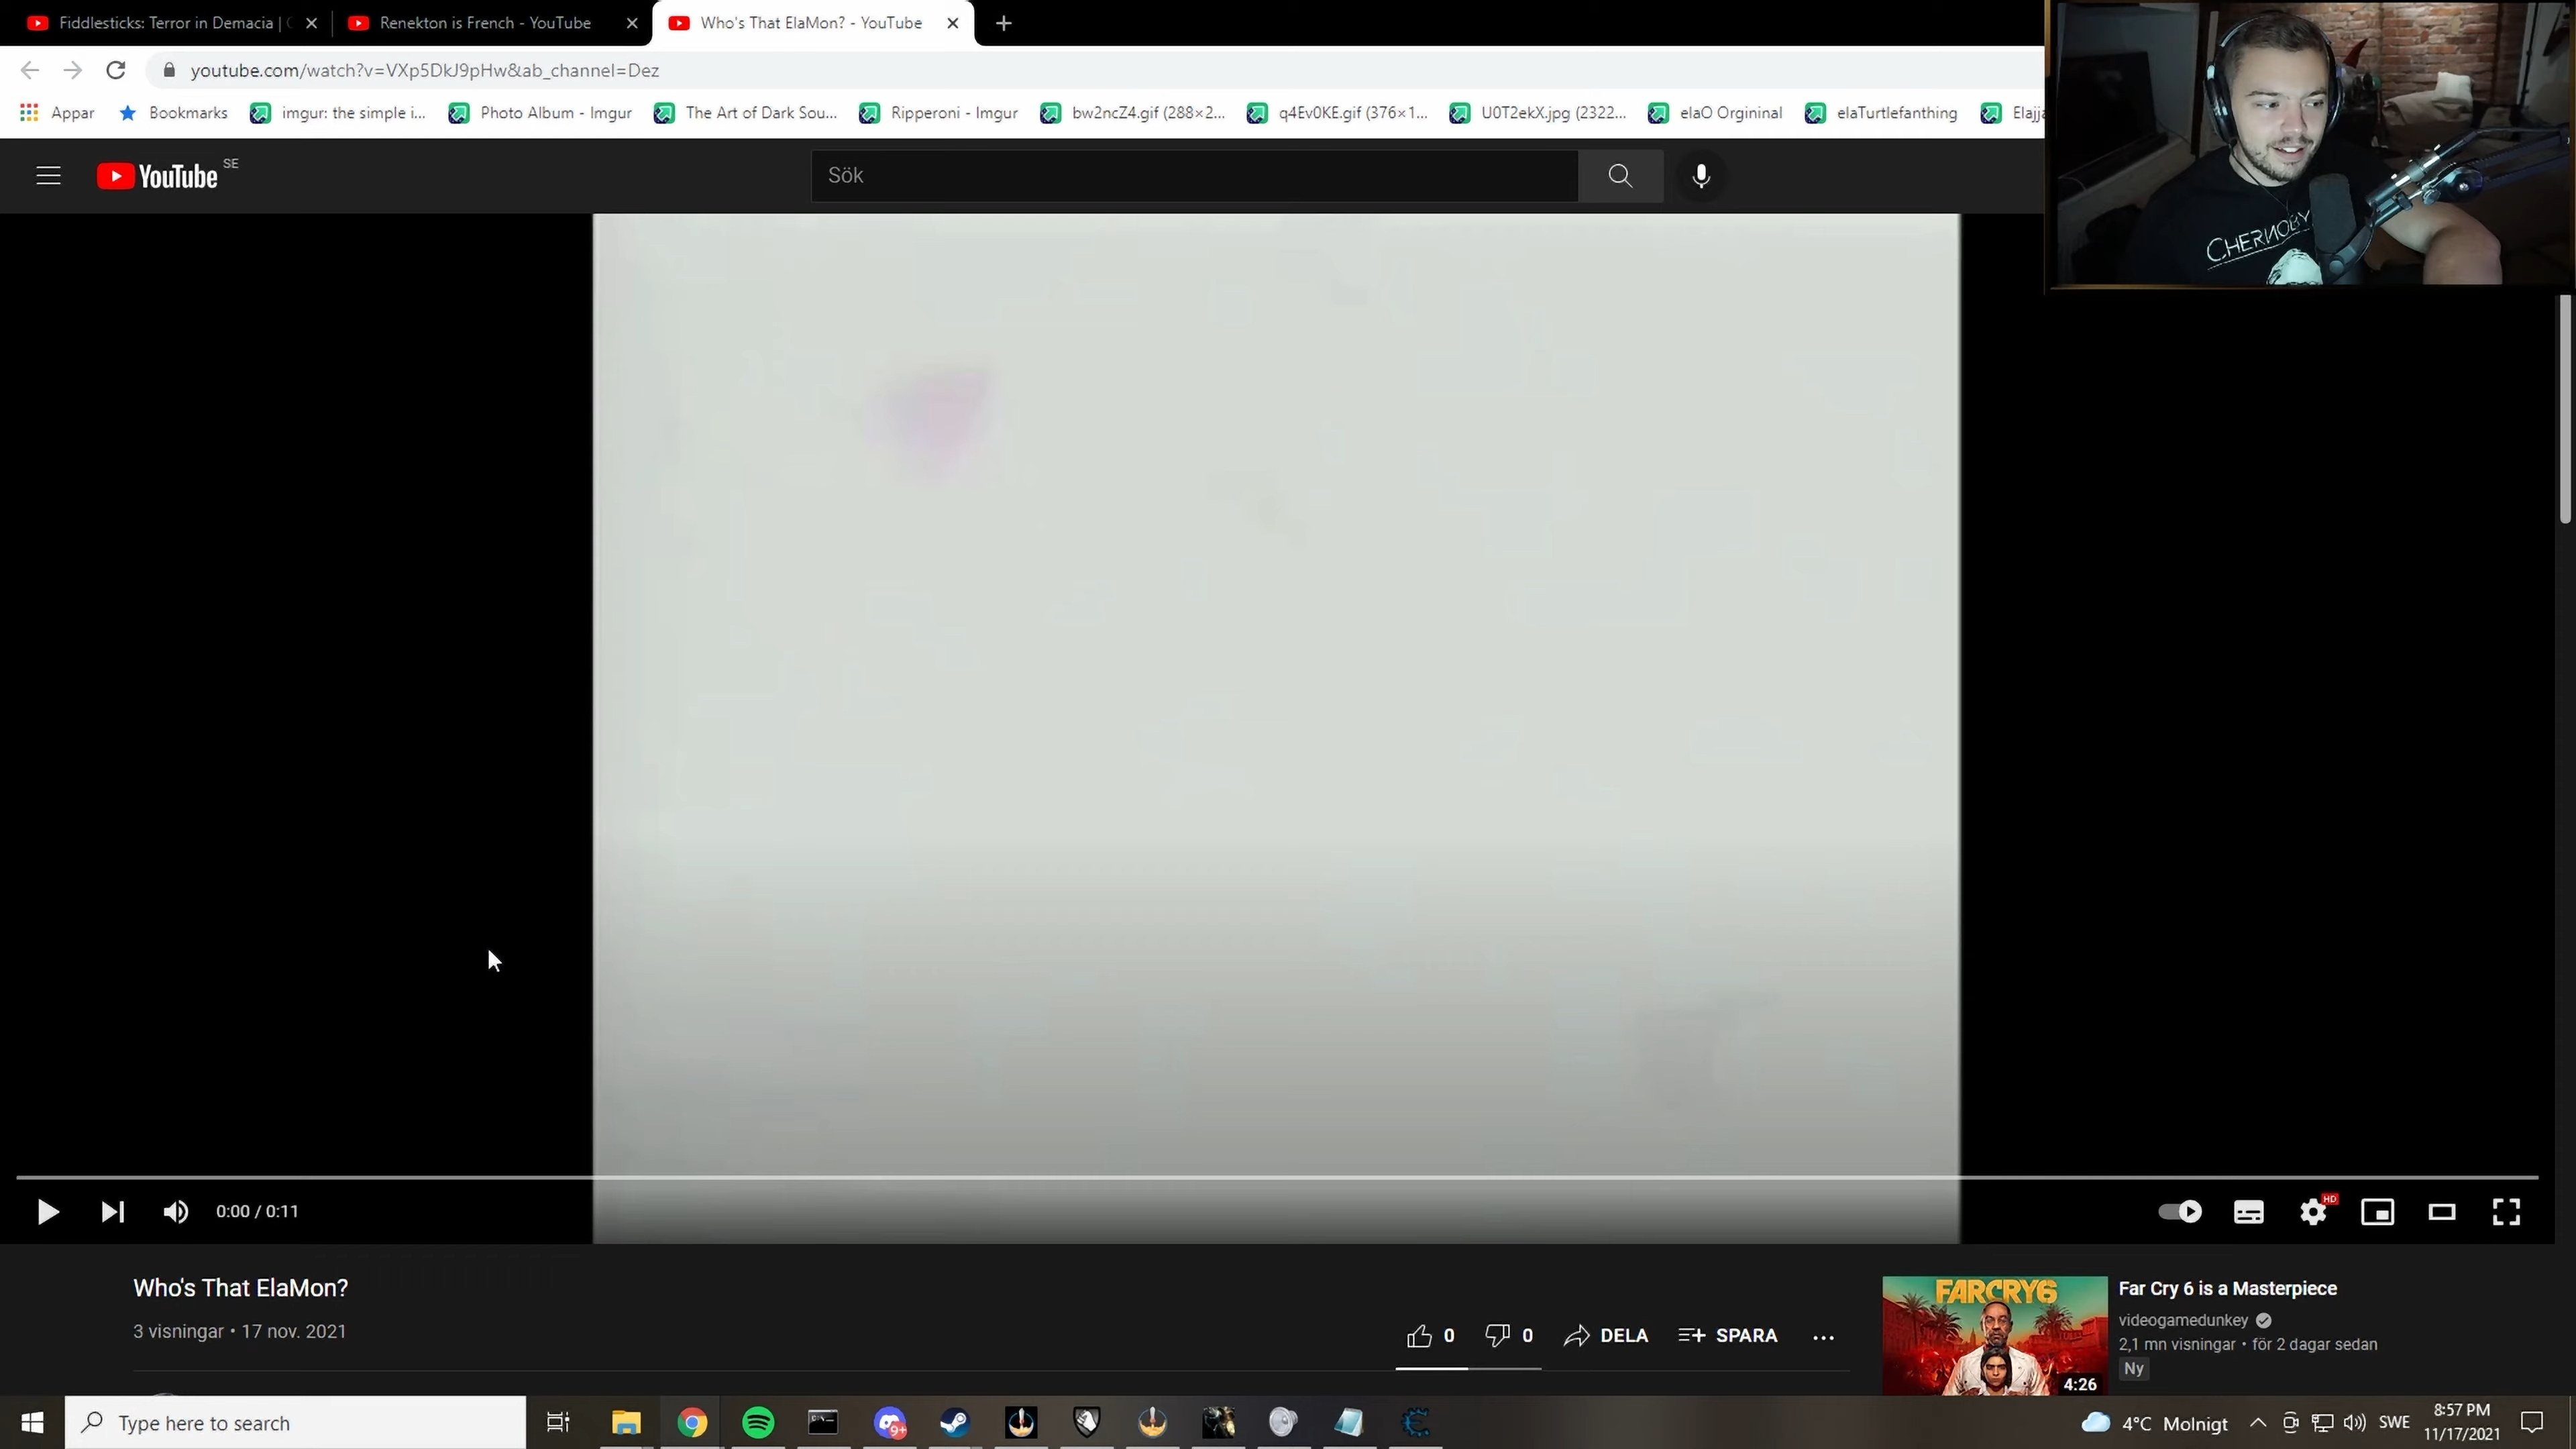 Fiddlesticks: Terror in Demacia |
Renekton is French - YouTube
Who's That ElaMon? - YouTube
youtube.com/watch?v=VXp5DkJ9pHw&ab_channel=Dez
Appar
Bookmarks
imgur: the simple i...
Photo Album - Imgur
The Art of Dark Sou...
Ripperoni - Imgur
bw2ncZ4.gif (288×2...
q4Ev0KE.gif (376×1...
U0T2ekX.jpg (2322...
elaO Orgininal
elaTurtlefanthing
Elajja
YouTube SE
Sök
CHERNOBY
0:00 / 0:11
HD
Who's That ElaMon?
3 visningar • 17 nov. 2021
0
0
DELA
SPARA
FARCRY6
4:26
Far Cry 6 is a Masterpiece
videogamedunkey
2,1 mn visningar • för 2 dagar sedan
Ny
Type here to search
9+
4°C Molnigt
SWE
8:57 PM
11/17/2021